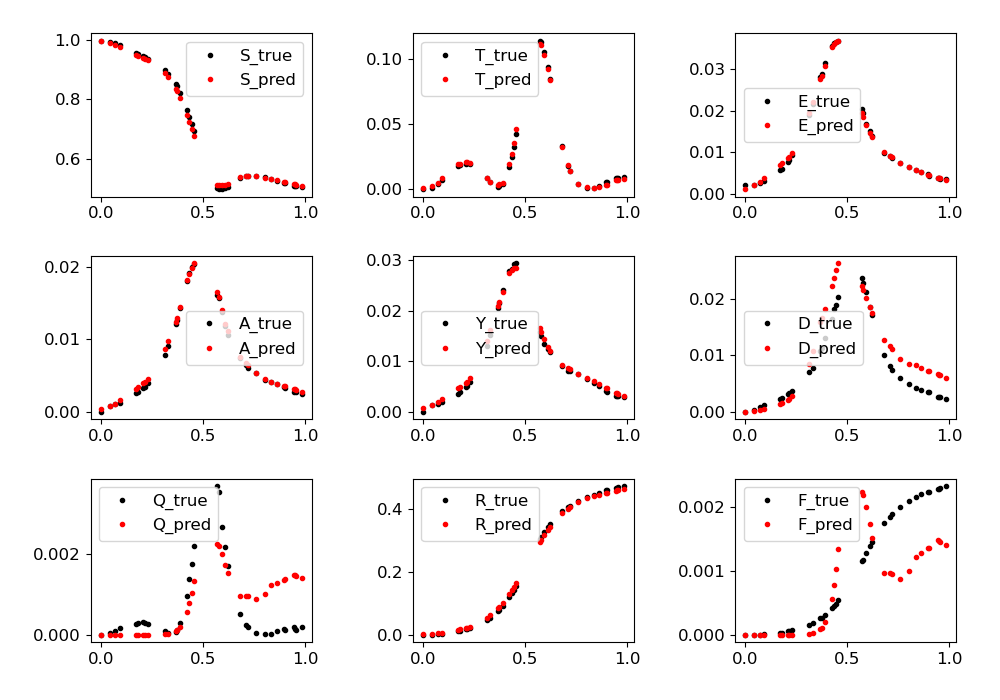 1.0
0.8
0.6
S_true
S_pred
0.0 0.5 1.0
0.10
0.05
0.00
T_true
T_pred
0.0 0.5 1.0
0.03
0.02
0.01
0.00
E_true
E_pred
0.0 0.5 1.0
0.02
0.01
0.00
A_true
A_pred
0.0 0.5 1.0
0.03
0.02
0.01
0.00
Y_true
Y_pred
0.0 0.5 1.0
0.02
0.01
0.00
D_true
D_pred
0.0 0.5 1.0
0.002
0.000
Q_true
Q_pred
0.0 0.5 1.0
0.4
0.2
0.0
R_true
R_pred
0.0 0.5 1.0
0.002
0.001
0.000
F_true
F_pred
0.0 0.5 1.0